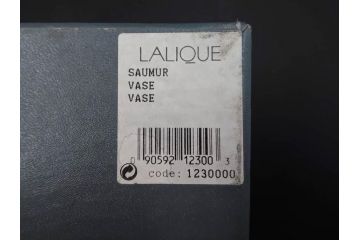 LALIQUE
SAUMUR
VASE
VASE
0 90592 12300 3
code: 1230000